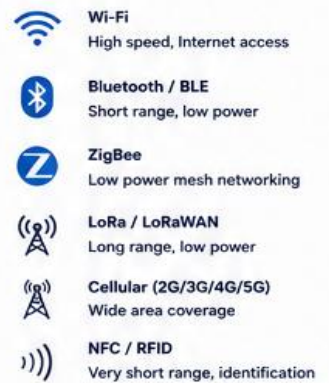 Wi-Fi
High speed, Internet access
Bluetooth / BLE
Short range, low power
ZigBee
Low power mesh networking
LoRa / LoRaWAN
Long range, low power
Cellular (2G/3G/4G/5G)
Wide area coverage
NFC / RFID
Very short range, identification